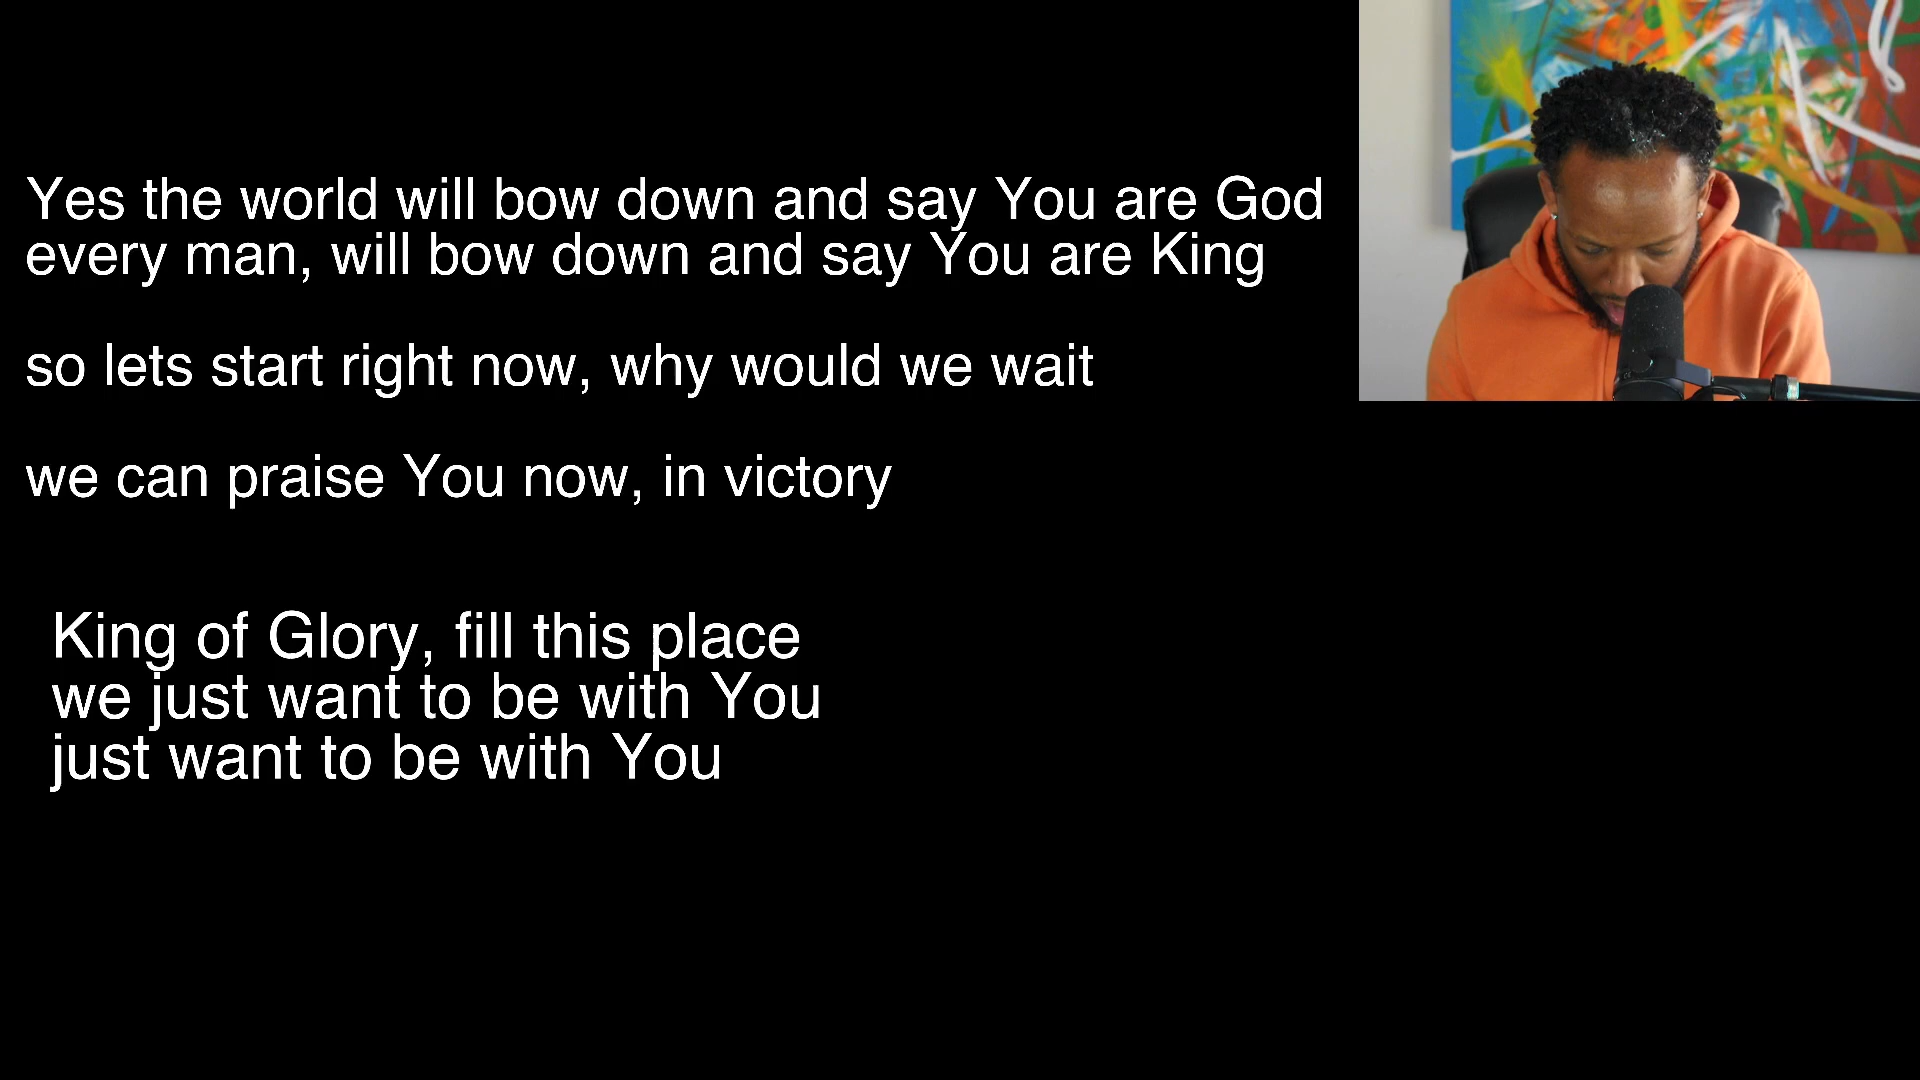 Yes the world will bow down and say You are God
every man, will bow down and say You are King
so lets start right now, why would we wait
we can praise You now, in victory
King of Glory, fill this place
we just want to be with You
just want to be with You